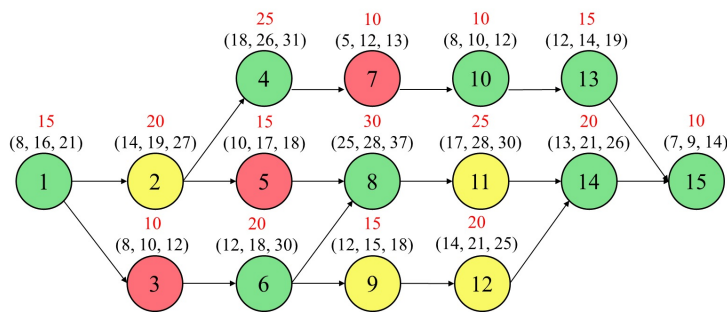 25
(18, 26, 31)
4
10
(5, 12, 13)
7
10
(8, 10, 12)
10
15
(12, 14, 19)
13
15
(8, 16, 21)
1
20
(14, 19, 27)
2
15
(10, 17, 18)
5
30
(25, 28, 37)
8
25
(17, 28, 30)
11
20
(13, 21, 26)
14
10
(7, 9, 14)
15
10
(8, 10, 12)
3
20
(12, 18, 30)
6
15
(12, 15, 18)
9
20
(14, 21, 25)
12